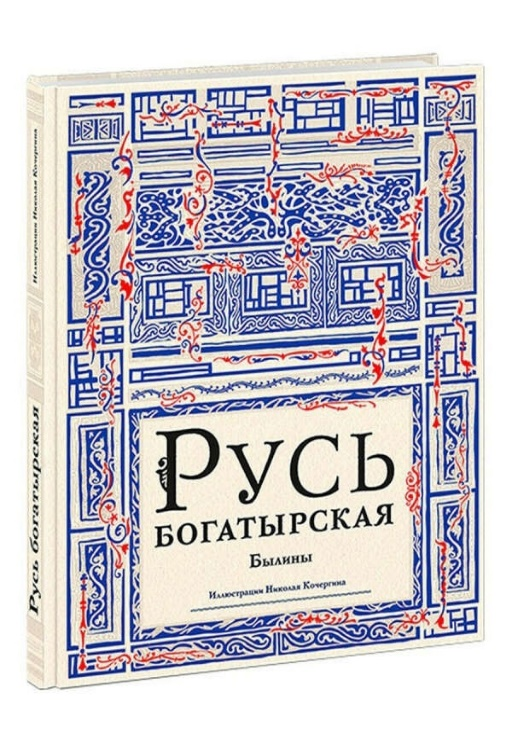 Русь
богатырская
Былины
Иллюстрации Николая Кочергина
Русь богатырская
Иллюстрации Николая Кочергина